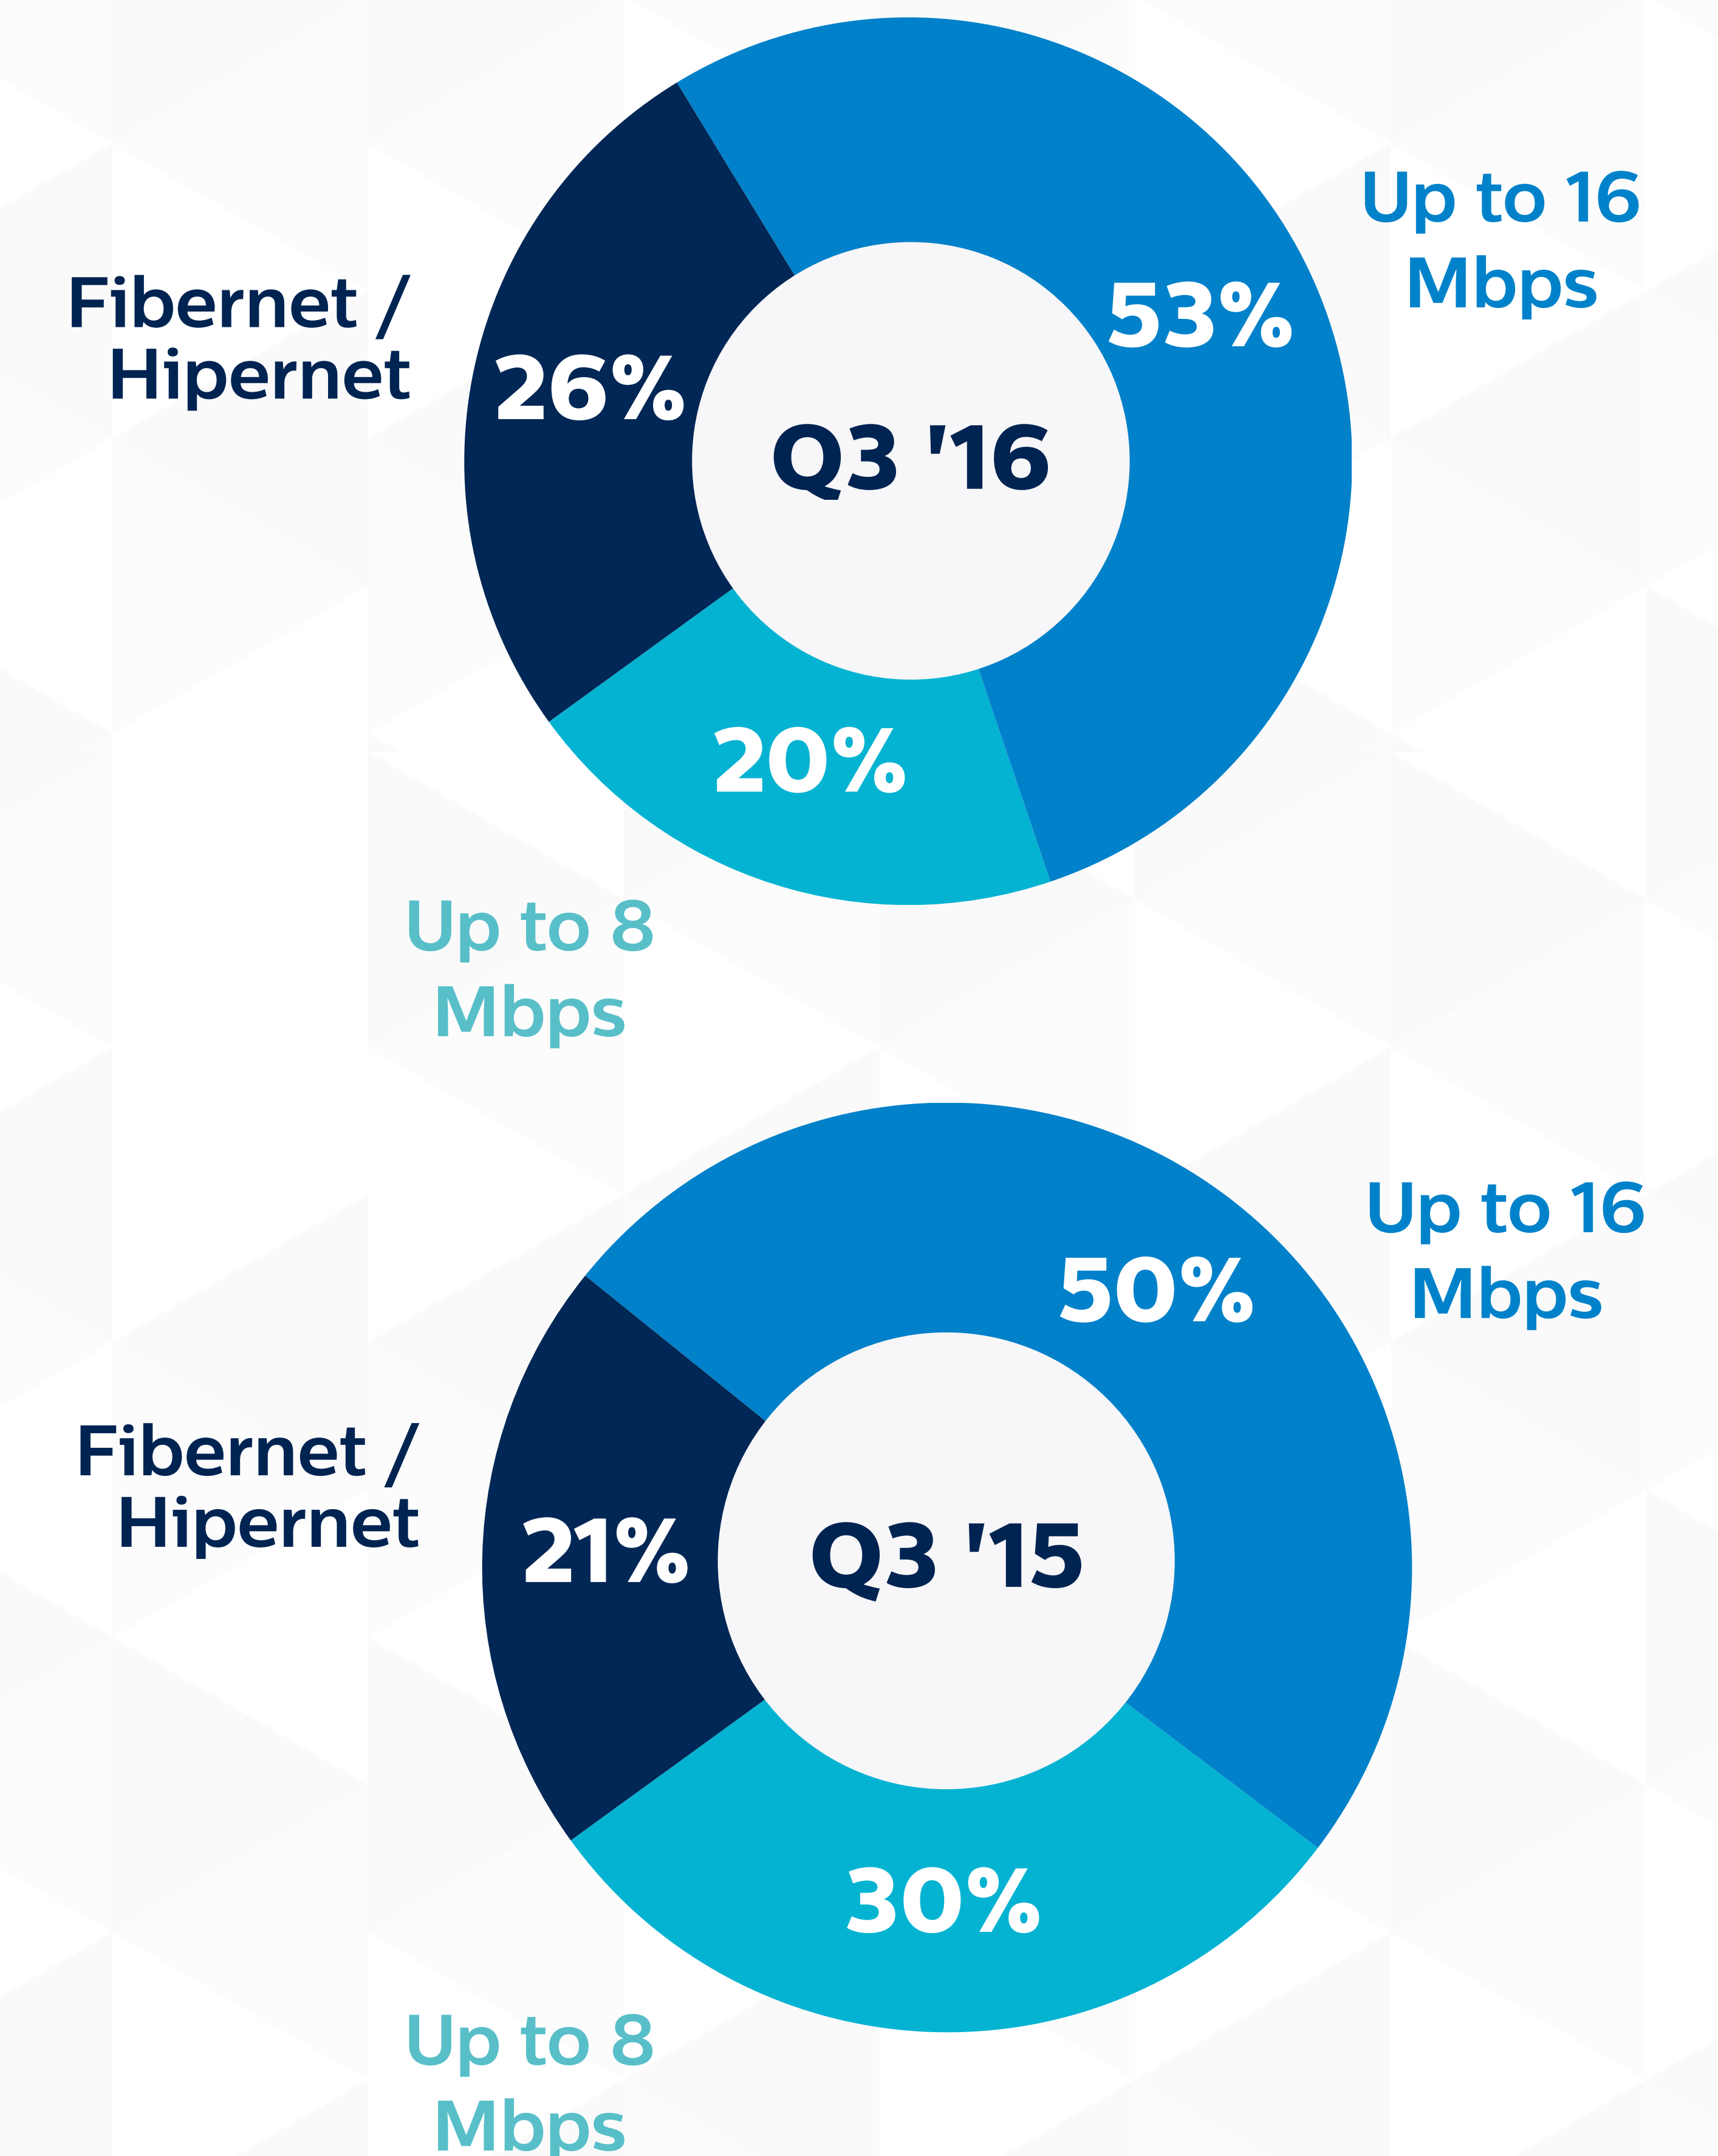 Up to 16
Mbps
Fibernet /
Hipernet
53%
26%
Q3 '16
20%
Up to 8
Mbps
Up to 16
Mbps
50%
Fibernet /
Hipernet
21%
Q3 '15
30%
Up to 8
Mbps